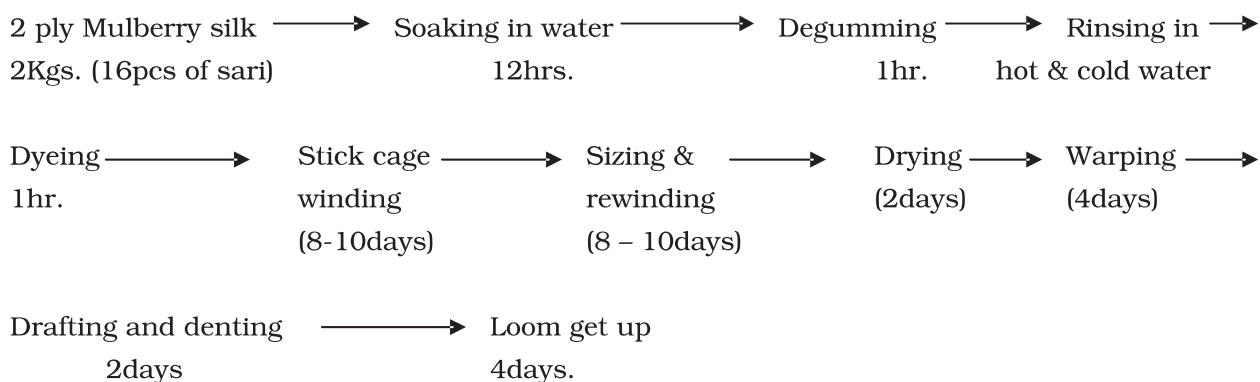 2 ply Mulberry silk Soaking in water Degumming Rinsing in
2Kgs. (16pcs of sari) 12hrs. 1hr. hot & cold water
Dyeing Stick cage Sizing & Drying Warping
1hr. winding rewinding (2days) (4days)
(8-10days) (8 – 10days)
Drafting and denting Loom get up
2days 4days.